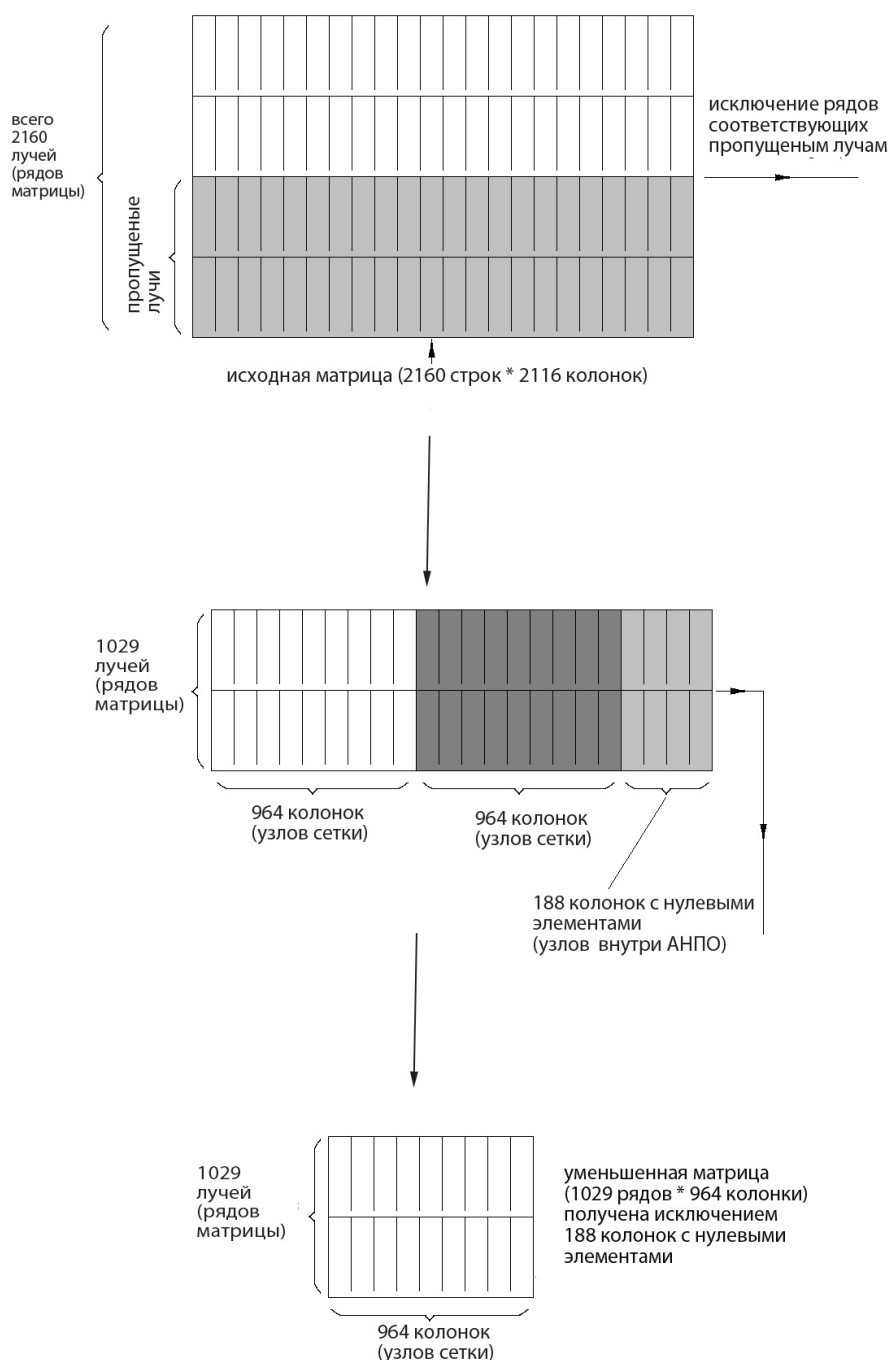 всего
2160
лучей
(рядов
матрицы)
пропущеные
лучи
исключение рядов
соответствующих
пропущеным лучам
исходная матрица (2160 строк * 2116 колонок)
1029
лучей
(рядов
матрицы)
964 колонок
(узлов сетки)
964 колонок
(узлов сетки)
188 колонок с нулевыми
элементами
(узлов внутри АНПО)
1029
лучей
(рядов
матрицы)
уменьшенная матрица
(1029 рядов * 964 колонки)
получена исключением
188 колонок с нулевыми
элементами
964 колонок
(узлов сетки)